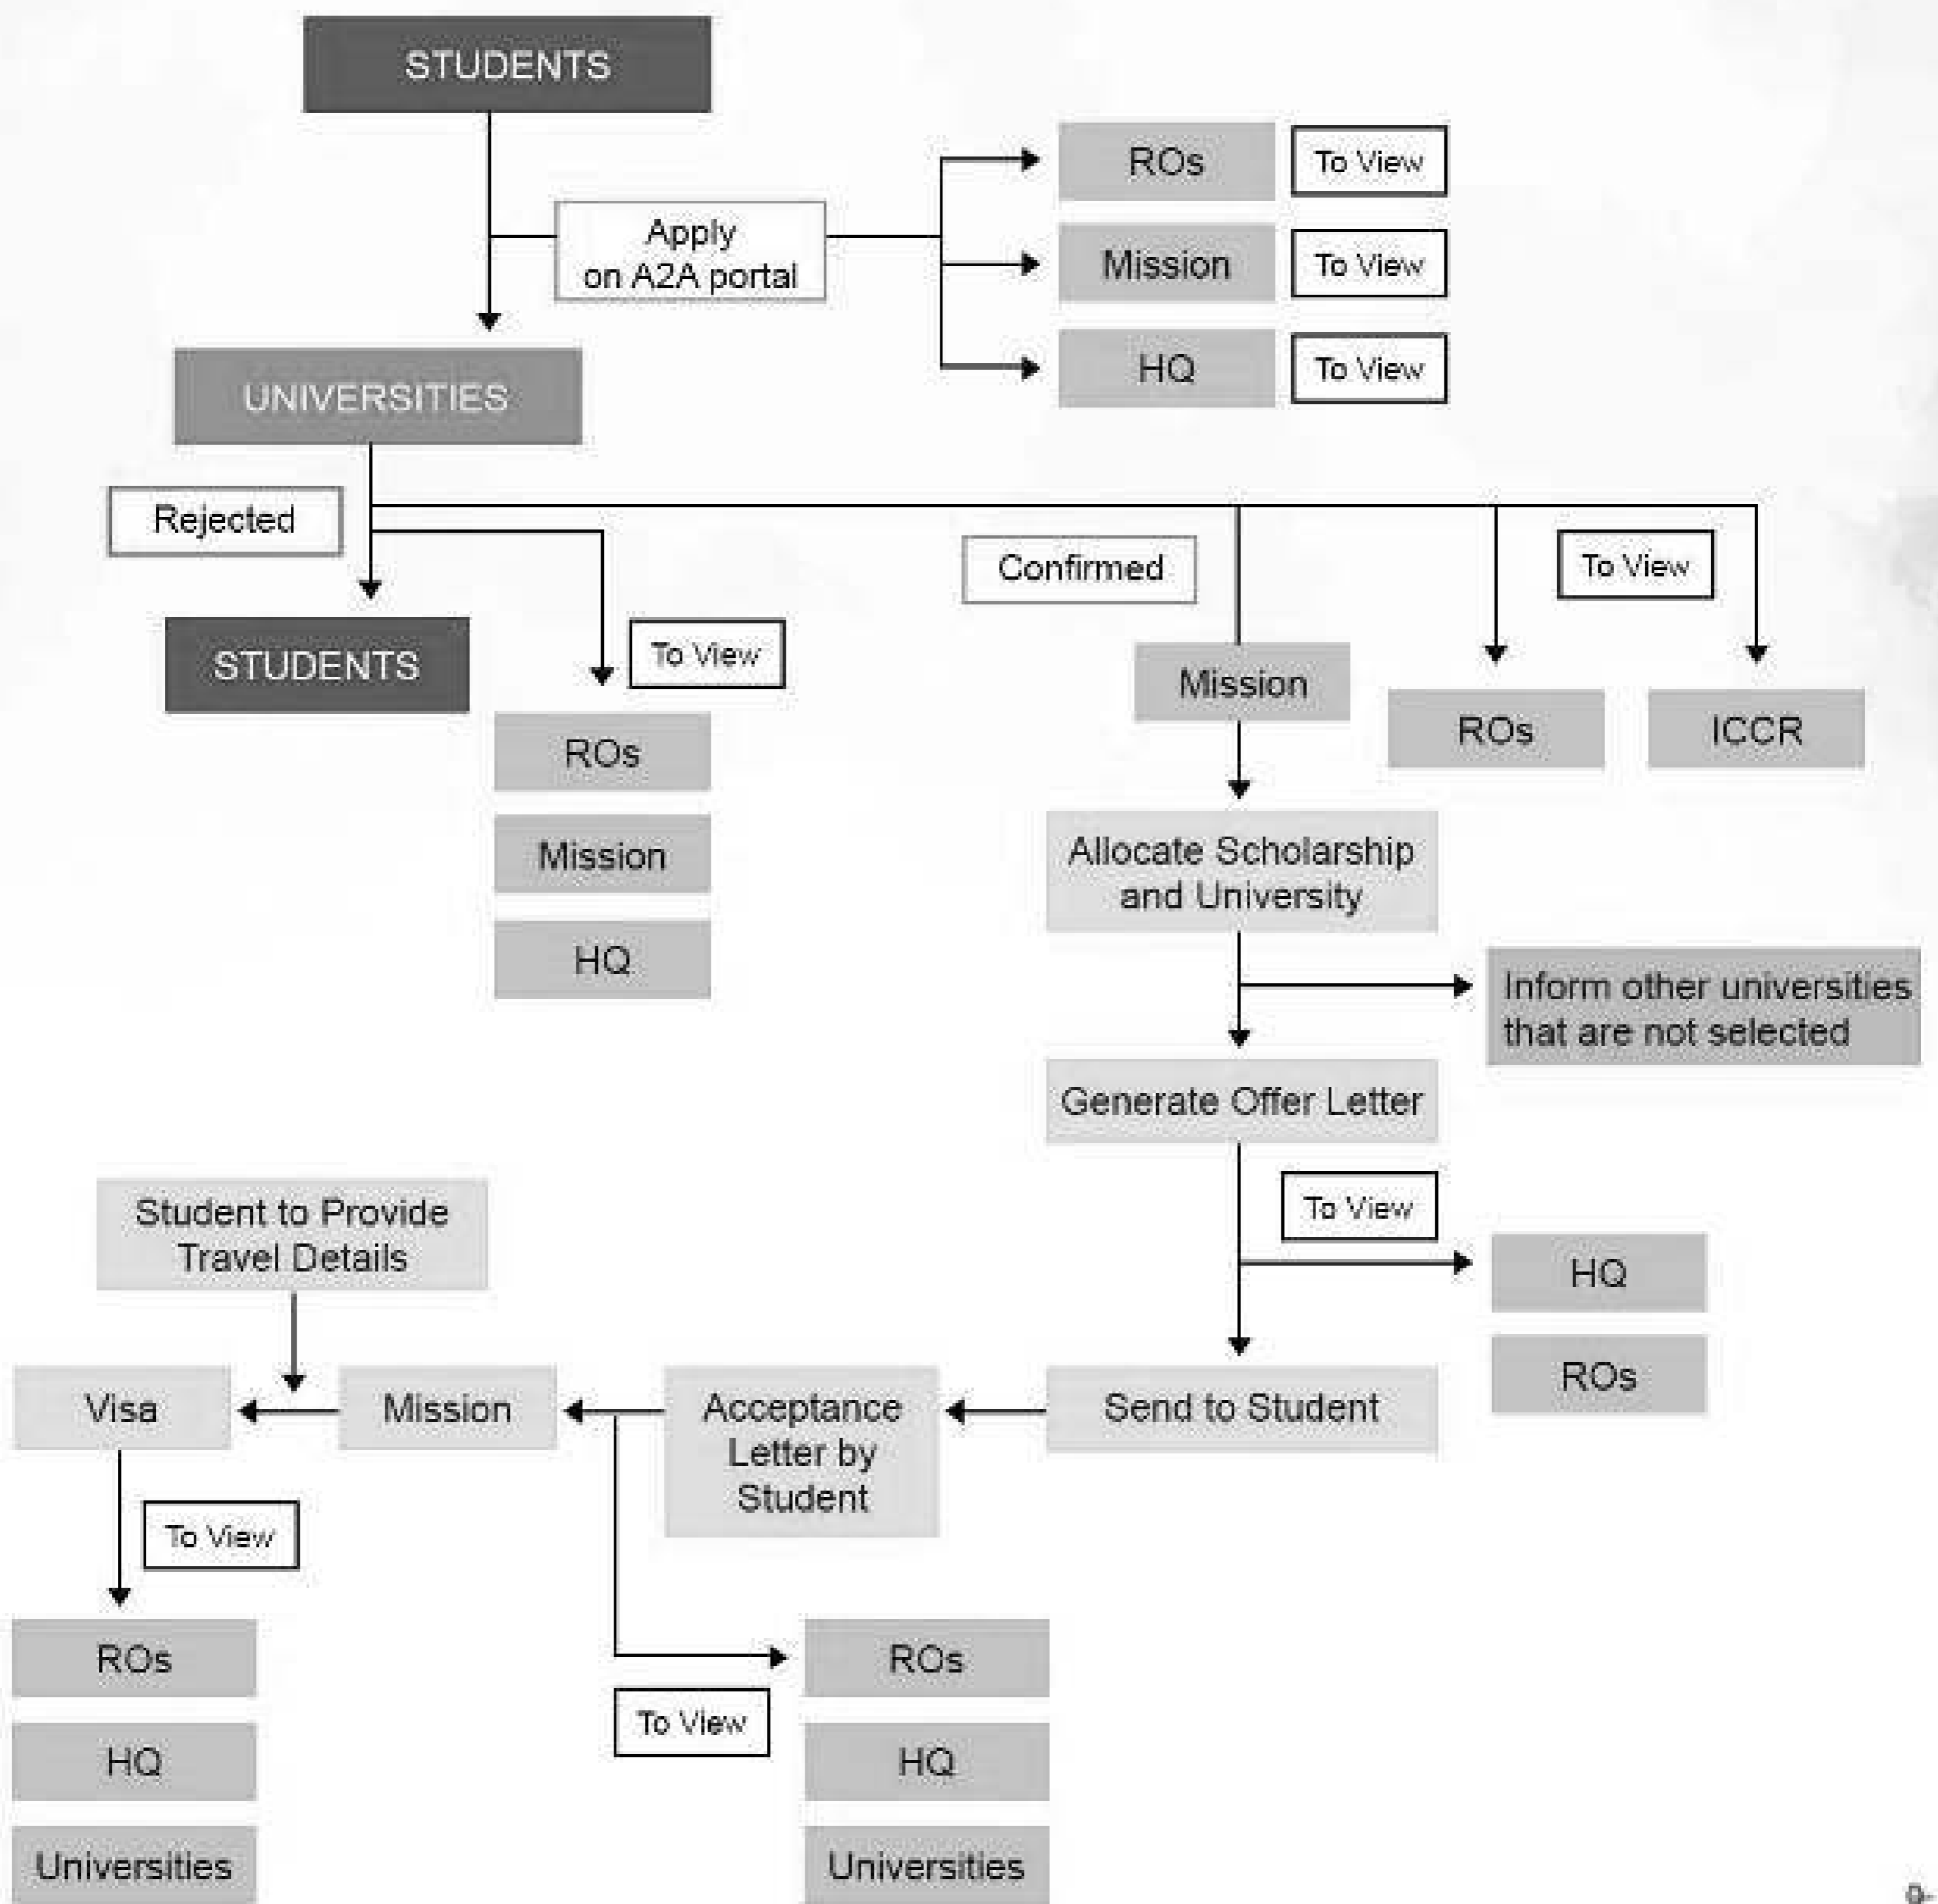 STUDENTS
Apply
on A2A portal
ROs
To View
Mission
To View
HQ
To View
UNIVERSITIES
Rejected
Confirmed
To View
STUDENTS
To View
ROs
Mission
HQ
Mission
ROs
ICCR
Allocate Scholarship
and University
Inform other universities
that are not selected
Generate Offer Letter
To View
HQ
ROs
Student to Provide
Travel Details
Visa
Mission
Acceptance
Letter by
Student
Send to Student
To View
ROs
HQ
Universities
To View
ROs
HQ
Universities